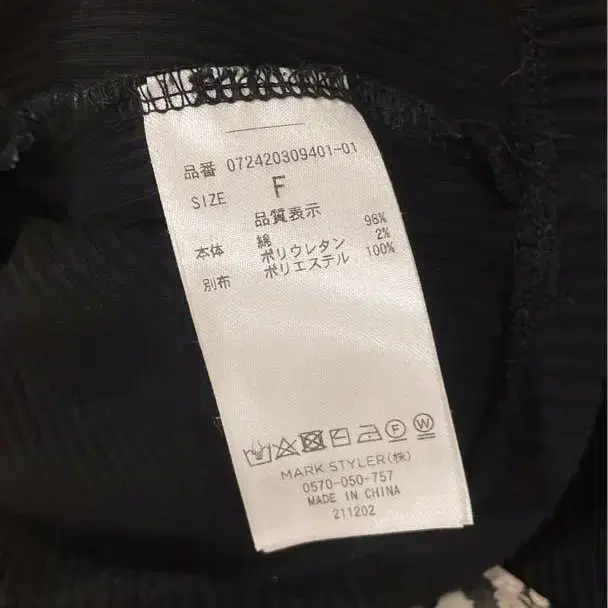 品番 072420309401-01
SIZE F
品質表示
本体 綿 98%
ポリウレタン 2%
別布 ポリエステル 100%
F W
MARK STYLER(株)
0570-050-757
MADE IN CHINA
211202